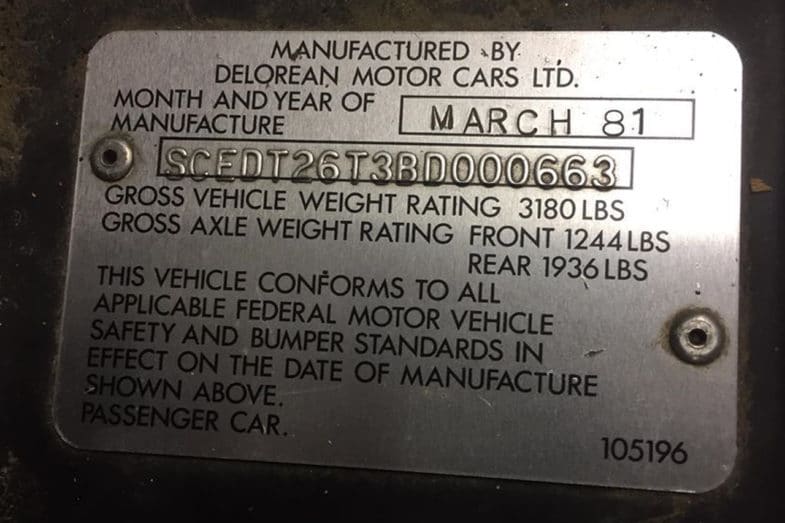 MANUFACTURED BY
DELOREAN MOTOR CARS LTD.
MONTH AND YEAR OF
MANUFACTURE
MARCH 81
SCEDT26T3BD000663
GROSS VEHICLE WEIGHT RATING 3180 LBS
GROSS AXLE WEIGHT RATING FRONT 1244 LBS
REAR 1936 LBS
THIS VEHICLE CONFORMS TO ALL
APPLICABLE FEDERAL MOTOR VEHICLE
SAFETY AND BUMPER STANDARDS IN
EFFECT ON THE DATE OF MANUFACTURE
SHOWN ABOVE.
PASSENGER CAR.
105196